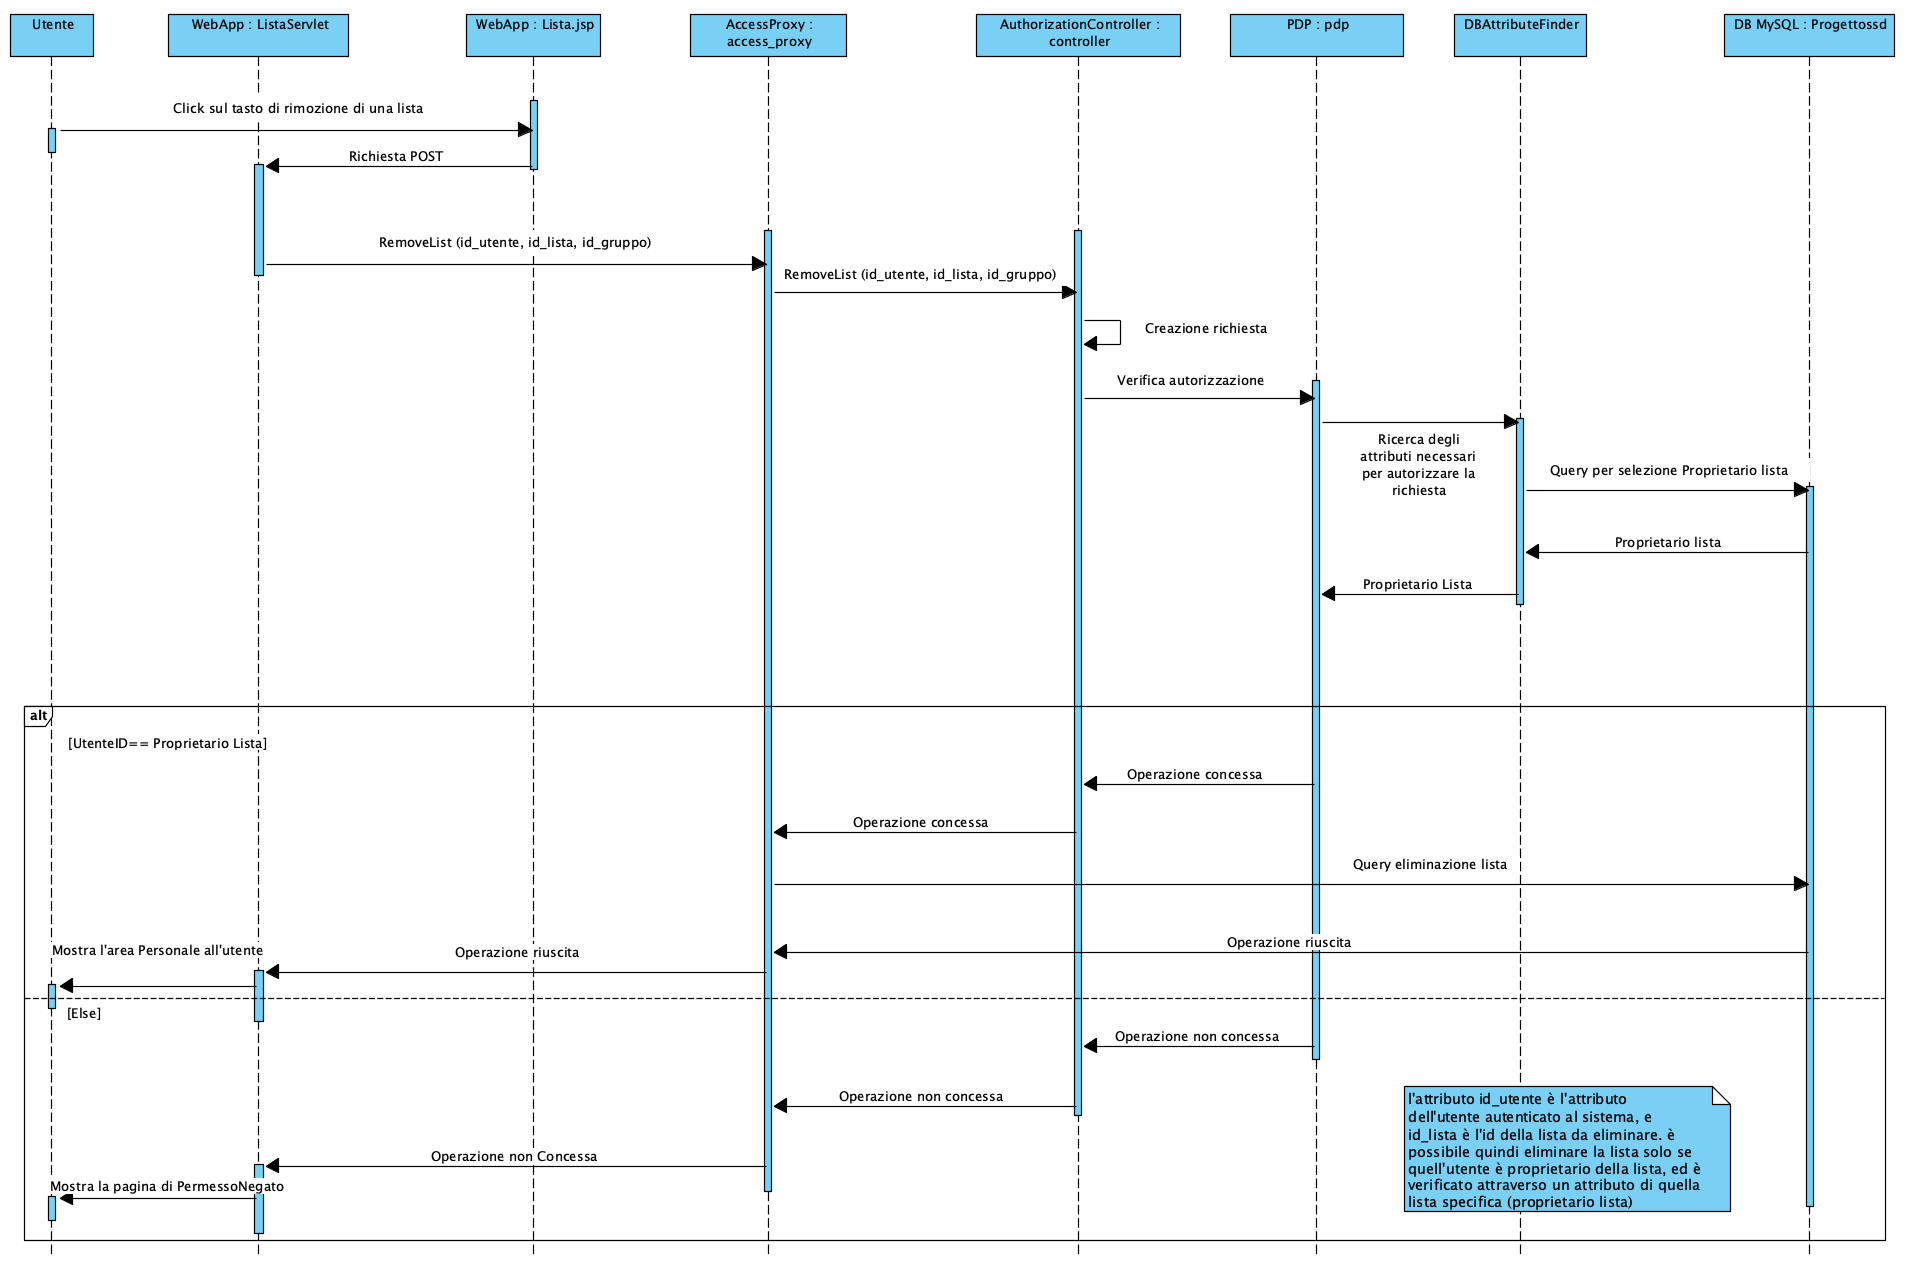 Utente
WebApp : ListaServlet
WebApp : Lista.jsp
AccessProxy :
access_proxy
AuthorizationController :
controller
PDP : pdp
DBAttributeFinder
DB MySQL : Progettossd
Click sul tasto di rimozione di una lista
Richiesta POST
RemoveList (id_utente, id_lista, id_gruppo)
RemoveList (id_utente, id_lista, id_gruppo)
Creazione richiesta
Verifica autorizzazione
Ricerca degli
attributi necessari
per autorizzare la
richiesta
Query per selezione Proprietario lista
Proprietario lista
Proprietario Lista
alt
[UtenteID== Proprietario Lista]
Operazione concessa
Operazione concessa
Query eliminazione lista
Operazione riuscita
Operazione riuscita
Mostra l'area Personale all'utente
[Else]
Operazione non concessa
Operazione non concessa
Operazione non Concessa
Mostra la pagina di PermessoNegato
l'attributo id_utente è l'attributo
dell'utente autenticato al sistema, e
id_lista è l'id della lista da eliminare. è
possibile quindi eliminare la lista solo se
quell'utente è proprietario della lista, ed è
verificato attraverso un attributo di quella
lista specifica (proprietario lista)